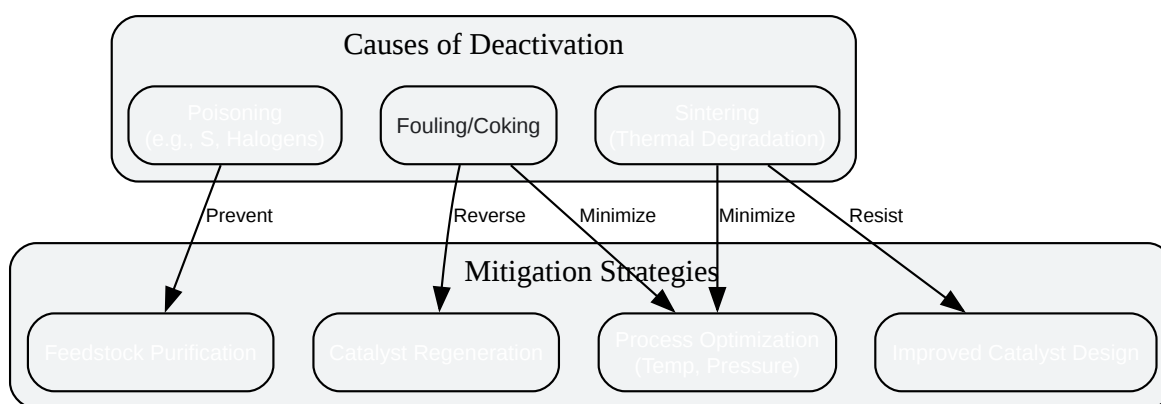 Causes of Deactivation
Poisoning
(e.g., S, Halogens)
Fouling/Coking
Sintering
(Thermal Degradation)
Prevent
Reverse
Minimize
Minimize
Resist
Mitigation Strategies
Feedstock Purification
Catalyst Regeneration
Process Optimization
(Temp, Pressure)
Improved Catalyst Design